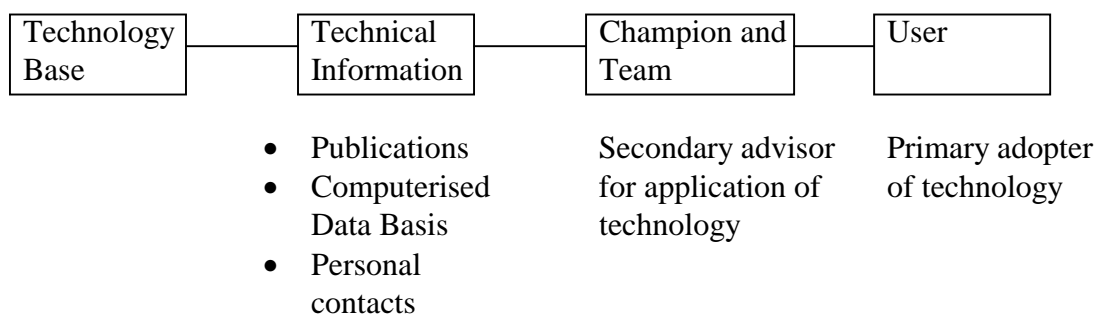 Technology
Base
Technical
Information
Champion and
Team
User
• Publications
• Computerised
Data Basis
• Personal
contacts
Secondary advisor
for application of
technology
Primary adopter
of technology